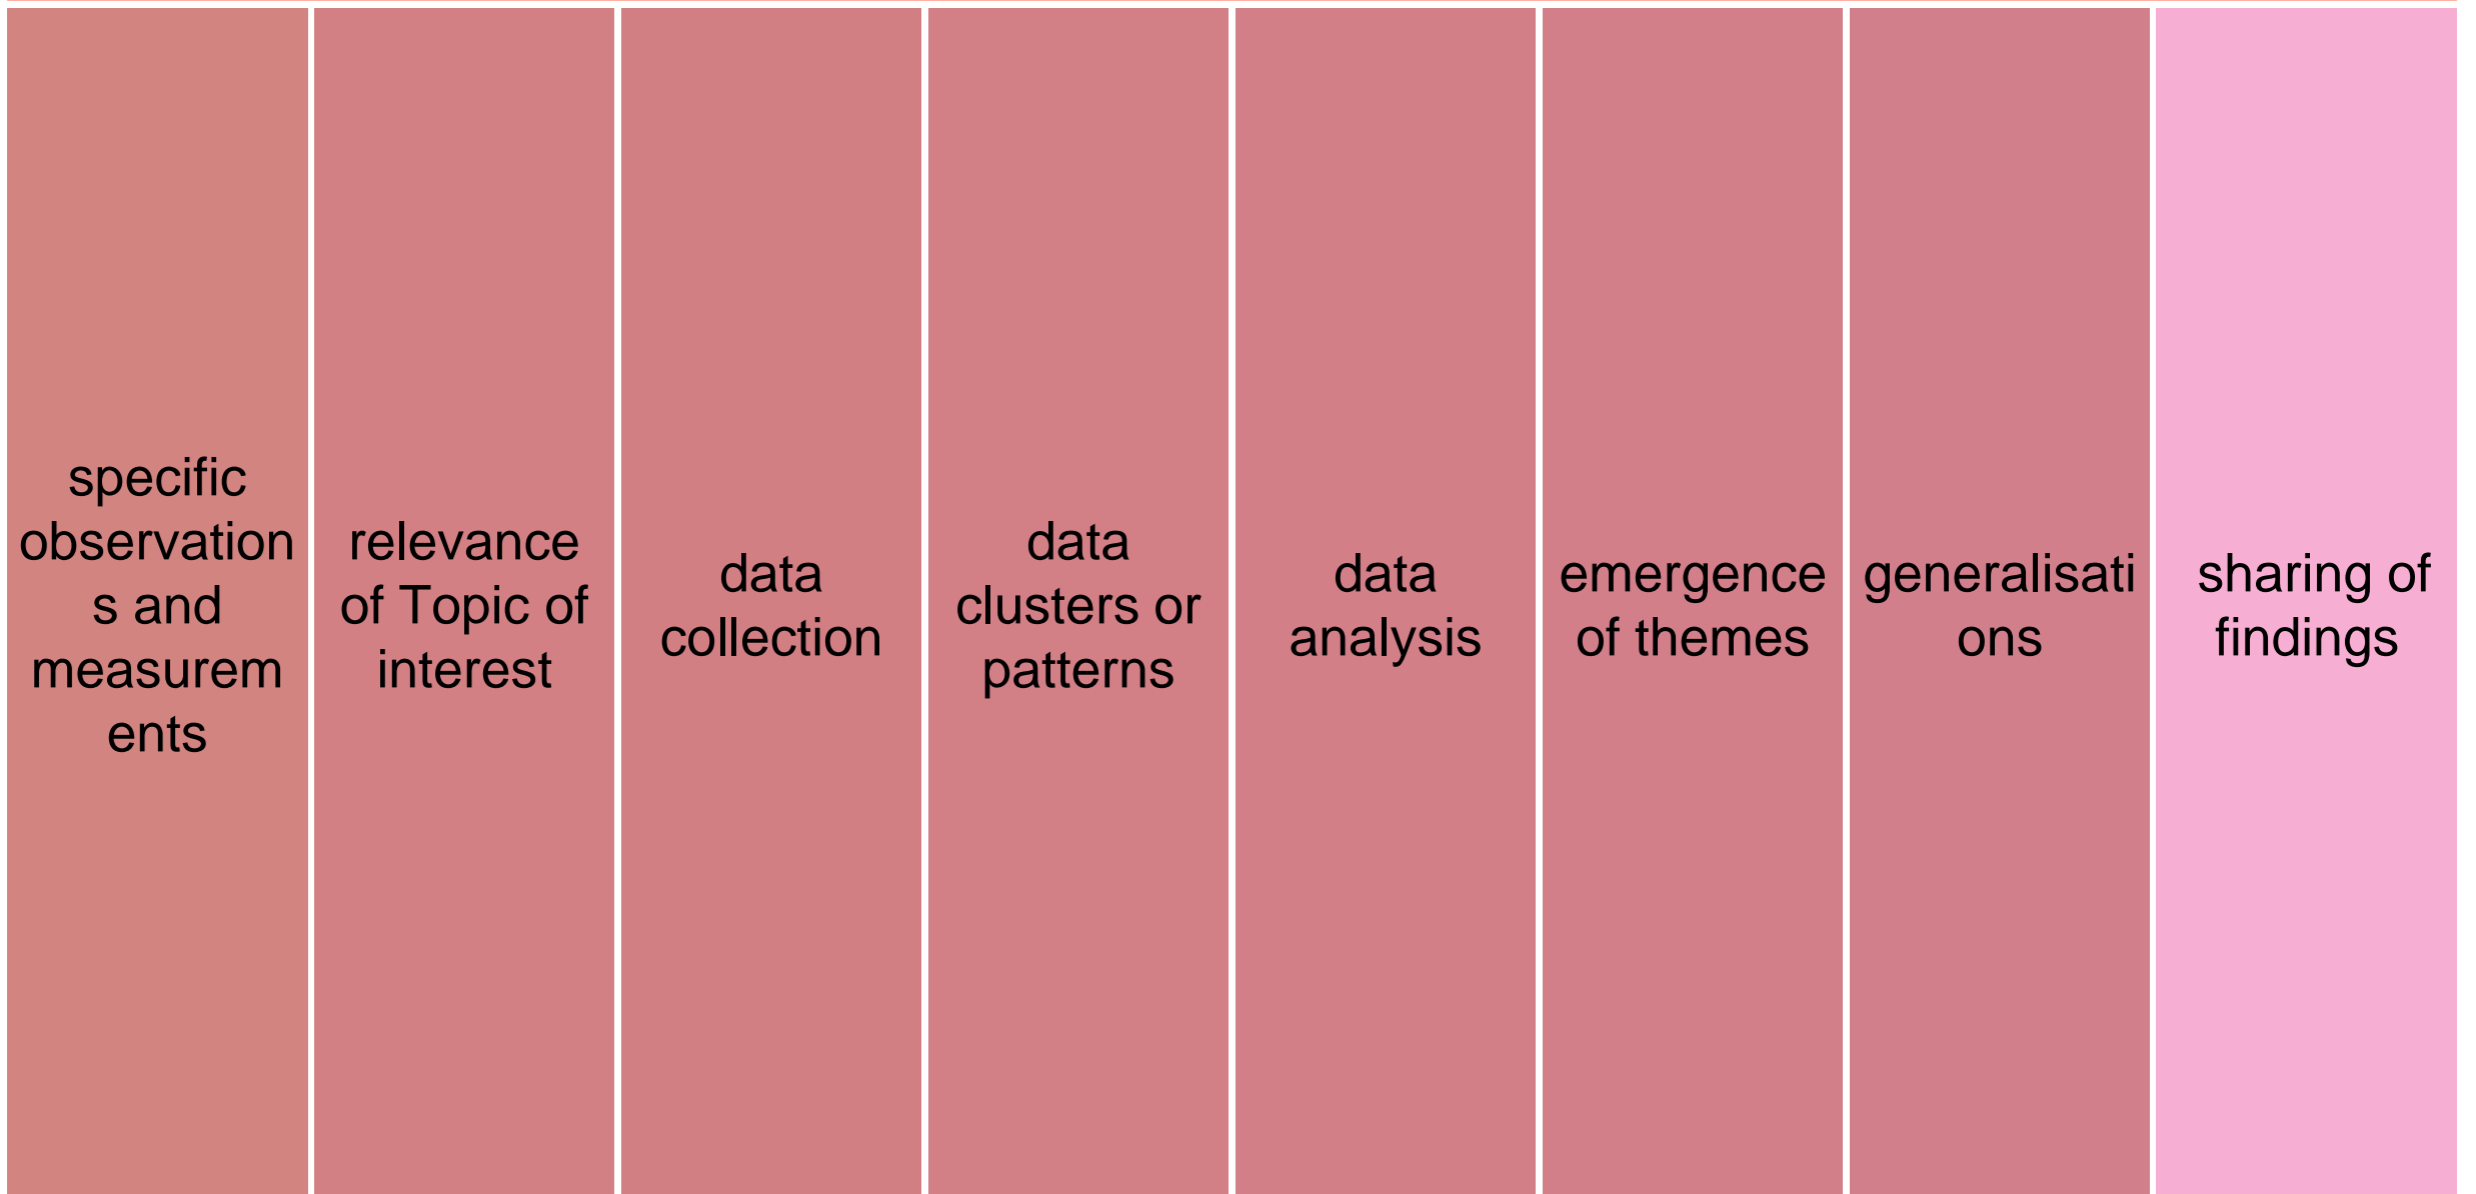 specific
observation
s and
measurem
ents
relevance
of Topic of
interest
data
collection
data
clusters or
patterns
data
analysis
emergence
of themes
generalisati
ons
sharing of
findings